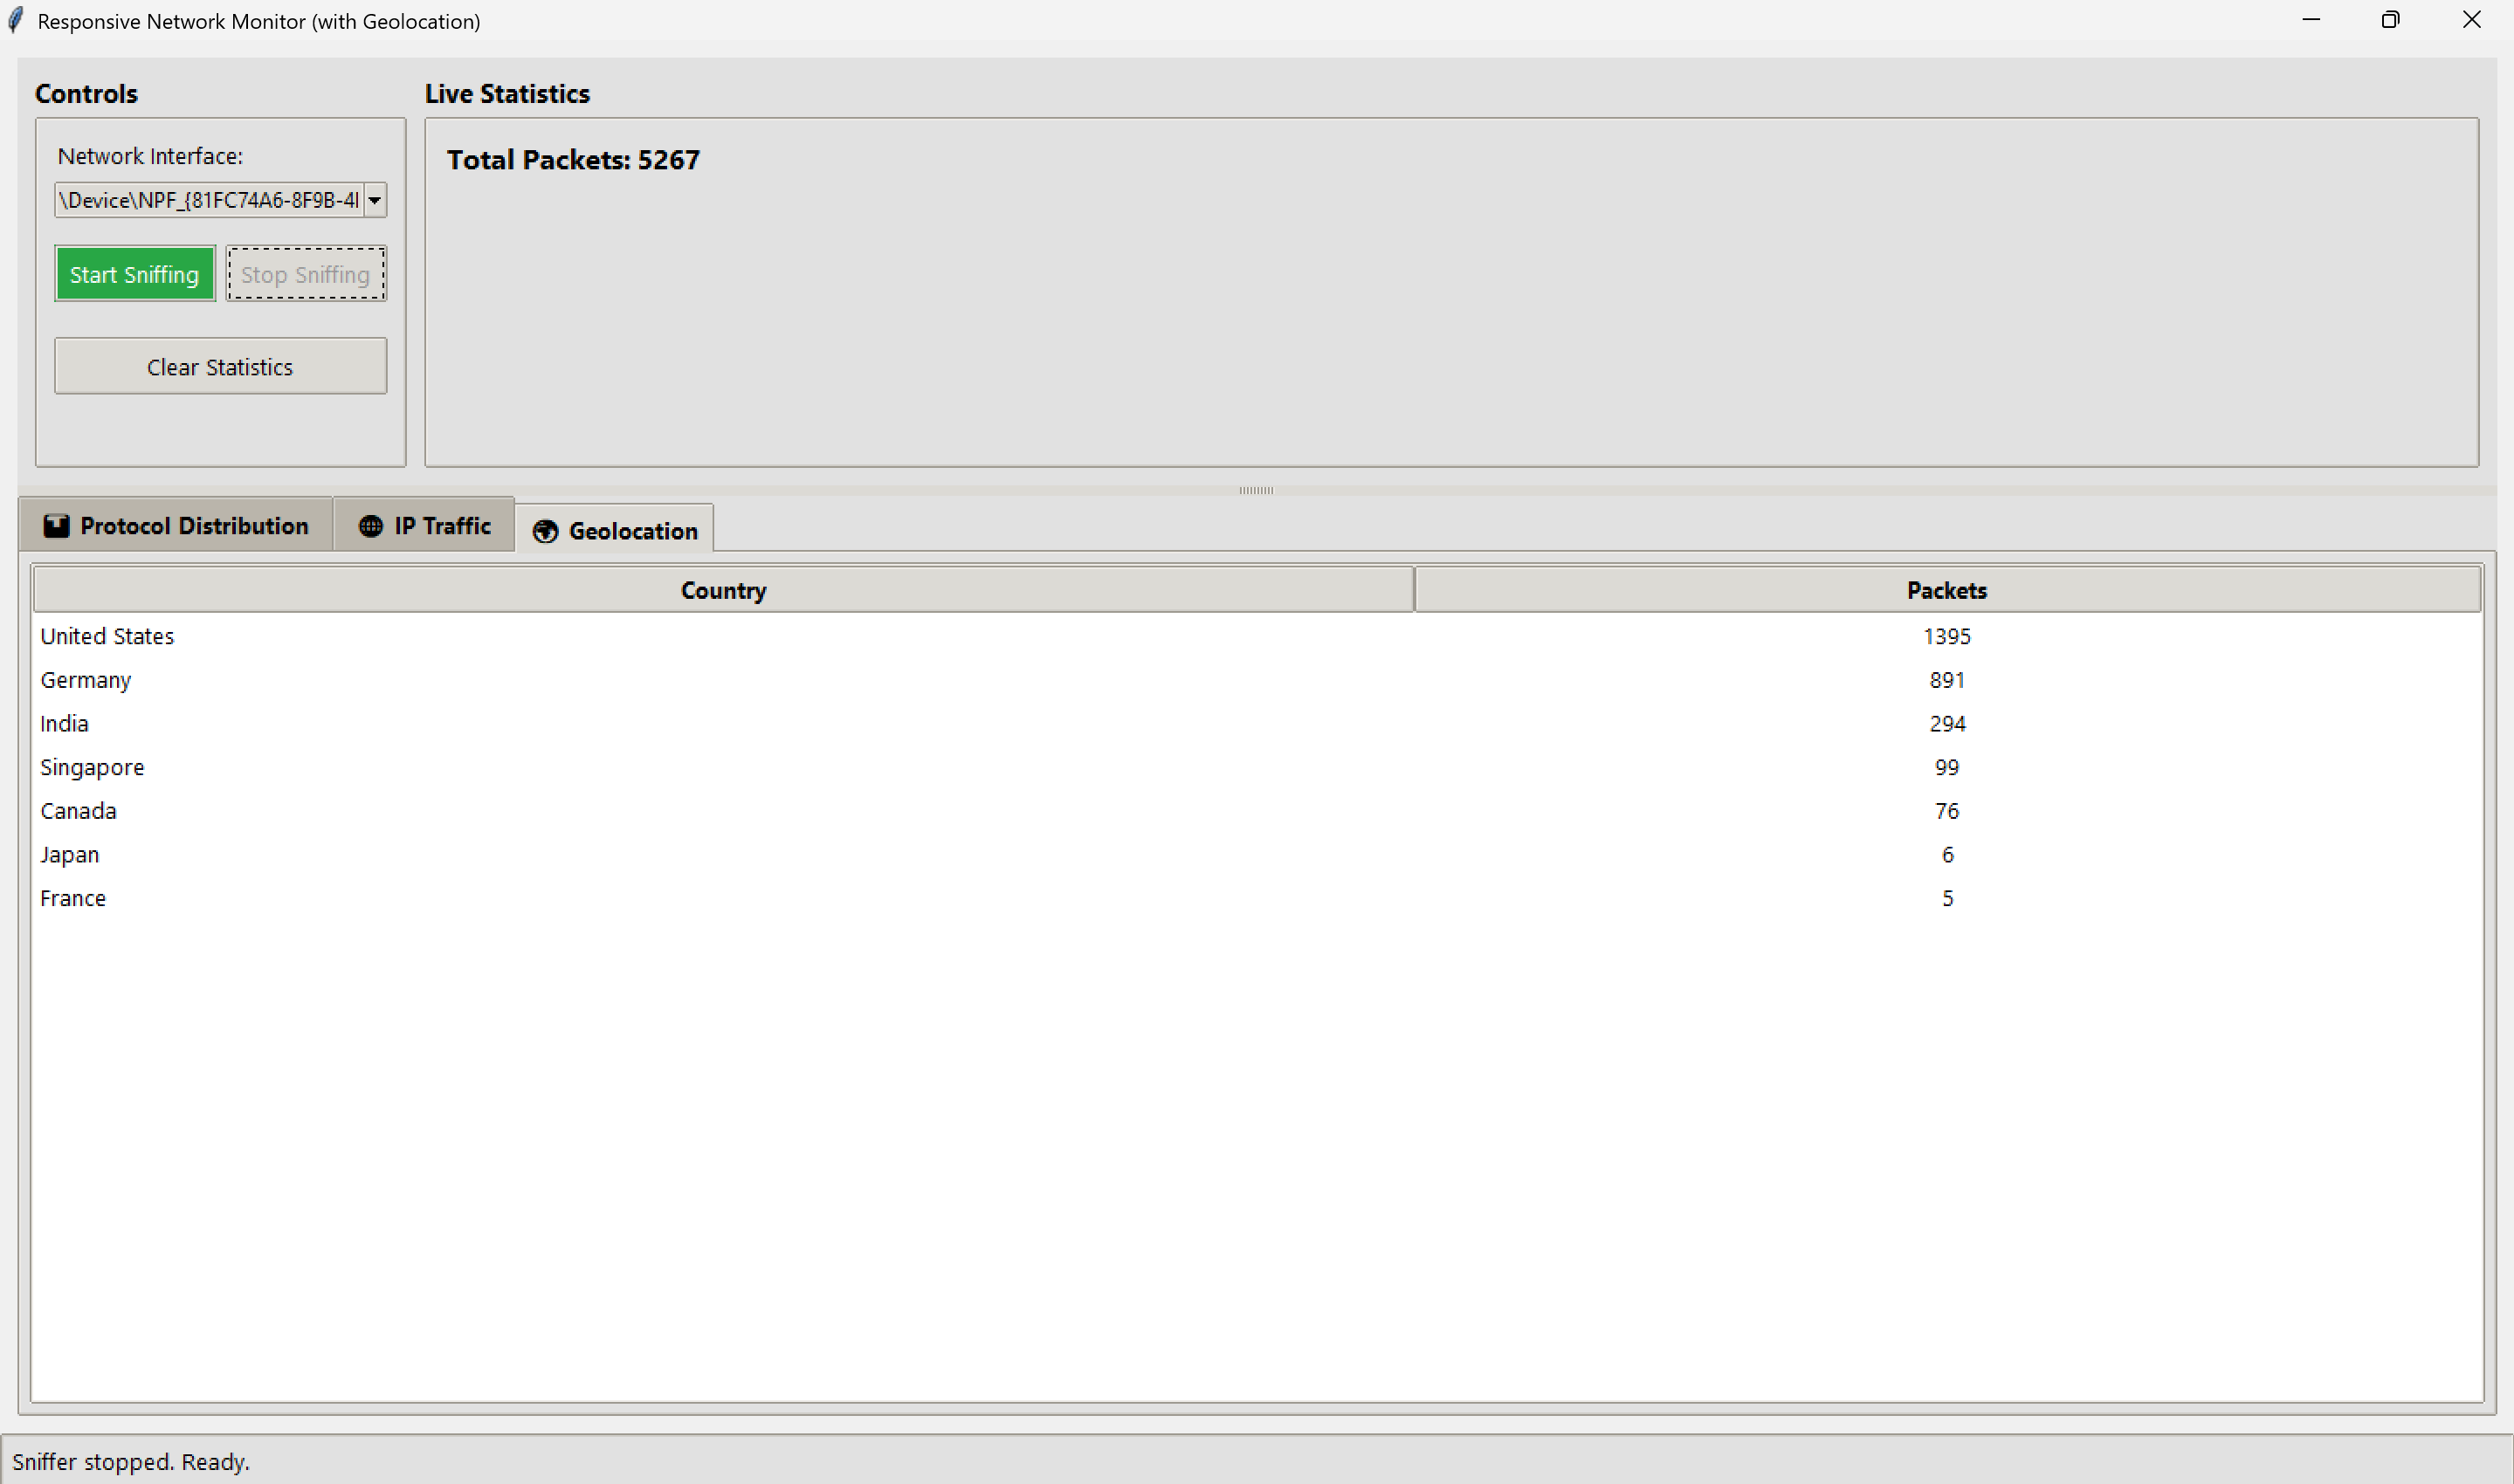 Responsive Network Monitor (with Geolocation)
Controls
Live Statistics
Network Interface:
\Device\NPF_{81FC74A6-8F9B-4
Start Sniffing
Stop Sniffing
Clear Statistics
Total Packets: 5267
Protocol Distribution
IP Traffic
Geolocation
Country Packets
United States 1395
Germany 891
India 294
Singapore 99
Canada 76
Japan 6
France 5
Sniffer stopped. Ready.